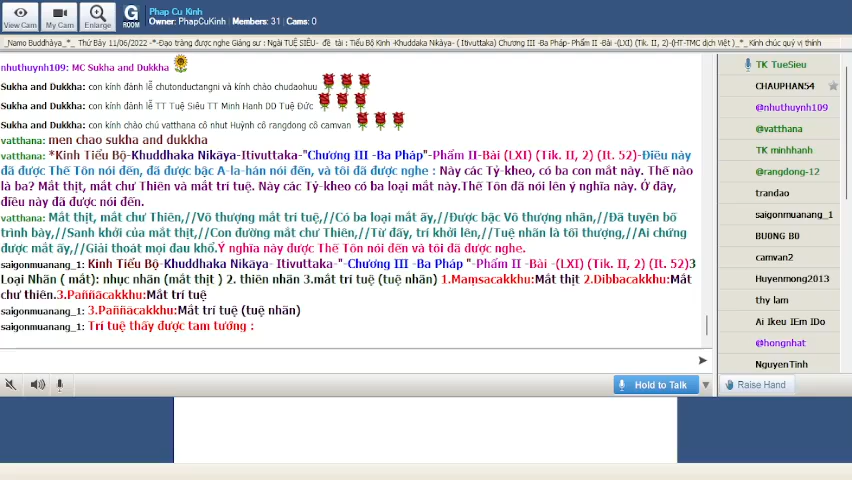 View Cam
My Cam
Enlarge
G
ROOM
Phap Cu Kinh
Owner: PhapCuKinh | Members: 31 | Cams: 0
_Namo Buddhāya_*_ Thứ Bảy 11/06/2022 -*-Đạo tràng được nghe Giảng sư : Ngài TUỆ SIÊU- đề tài : Tiểu Bộ Kinh -Khuddaka Nikāya- ( Itivuttaka) Chương III -Ba Pháp- Phẩm II -Bài -(LXI) (Tik. II, 2)-(HT-TMC dịch Việt )_*_ Kính chúc quý vị thính
nhuthuynh109: MC Sukha and Dukkha
Sukha and Dukkha: con kính đảnh lễ chutonductangni và kính chào chudaohuu
Sukha and Dukkha: con kính đảnh lễ TT Tuệ Siêu TT Minh Hanh DD Tuệ Đức
Sukha and Dukkha: con kính chào chú vatthana cô như Huỳnh cô rangdong cô camvan
vatthana: men chao sukha and dukkha
vatthana: *Kinh Tiểu Bộ-Khuddhaka Nikāya-Itivuttaka-"Chương III -Ba Pháp"-Phẩm II-Bài (LXI) (Tik. II, 2) (It. 52)-Điều này
đã được Thế Tôn nói đến, đã được bậc A-la-hán nói đến, và tôi đã được nghe : Này các Tỷ-kheo, có ba con mắt này. Thế nào
là ba? Mắt thịt, mắt chư Thiên và mắt trí tuệ. Này các Tỷ-kheo có ba loại mắt này.Thế Tôn đã nói lên ý nghĩa này. Ở đây,
điều này đã được nói đến.
vatthana: Mắt thịt, mắt chư Thiên,//Vô thượng mắt trí tuệ,//Có ba loại mắt ấy,//Được bậc Vô thượng nhãn,//Đã tuyên bố
trình bày,//Sanh khởi của mắt thịt,//Con đường mắt chư Thiên,//Từ đấy, trí khởi lên,//Tuệ nhãn là tối thượng,//Ai chứng
được mắt ấy,//Giải thoát mọi đau khổ.Ý nghĩa này được Thế Tôn nói đến và tôi đã được nghe.
saigonmuanang_1: Kinh Tiểu Bộ-Khuddhaka Nikāya- Itivuttaka-"-Chương III -Ba Pháp "-Phẩm II -Bài -(LXI) (Tik. II, 2) (It. 52)3
Loại Nhãn ( mắt): nhục nhãn (mắt thịt ) 2. thiên nhãn 3.mắt trí tuệ (tuệ nhãn) 1.Maṃsacakkhu:Mắt thịt 2.Dibbacakkhu:Mắt
chư thiên.3.Paññācakkhu:Mắt trí tuệ
saigonmuanang_1: 3.Paññācakkhu:Mắt trí tuệ (tuệ nhãn)
saigonmuanang_1: Trí tuệ thấy được tam tướng :
Hold to Talk
TK TueSieu
CHAUPHAN54
@nhuthuynh109
@vatthana
TK minhhanh
@rangdong-12
trandao
saigonmuanang_1
BU0NG B0
camvan2
Huyenmong2013
thy lam
Ai Ikeu IEm IDo
@hongnhat
NguyenTinh
Raise Hand